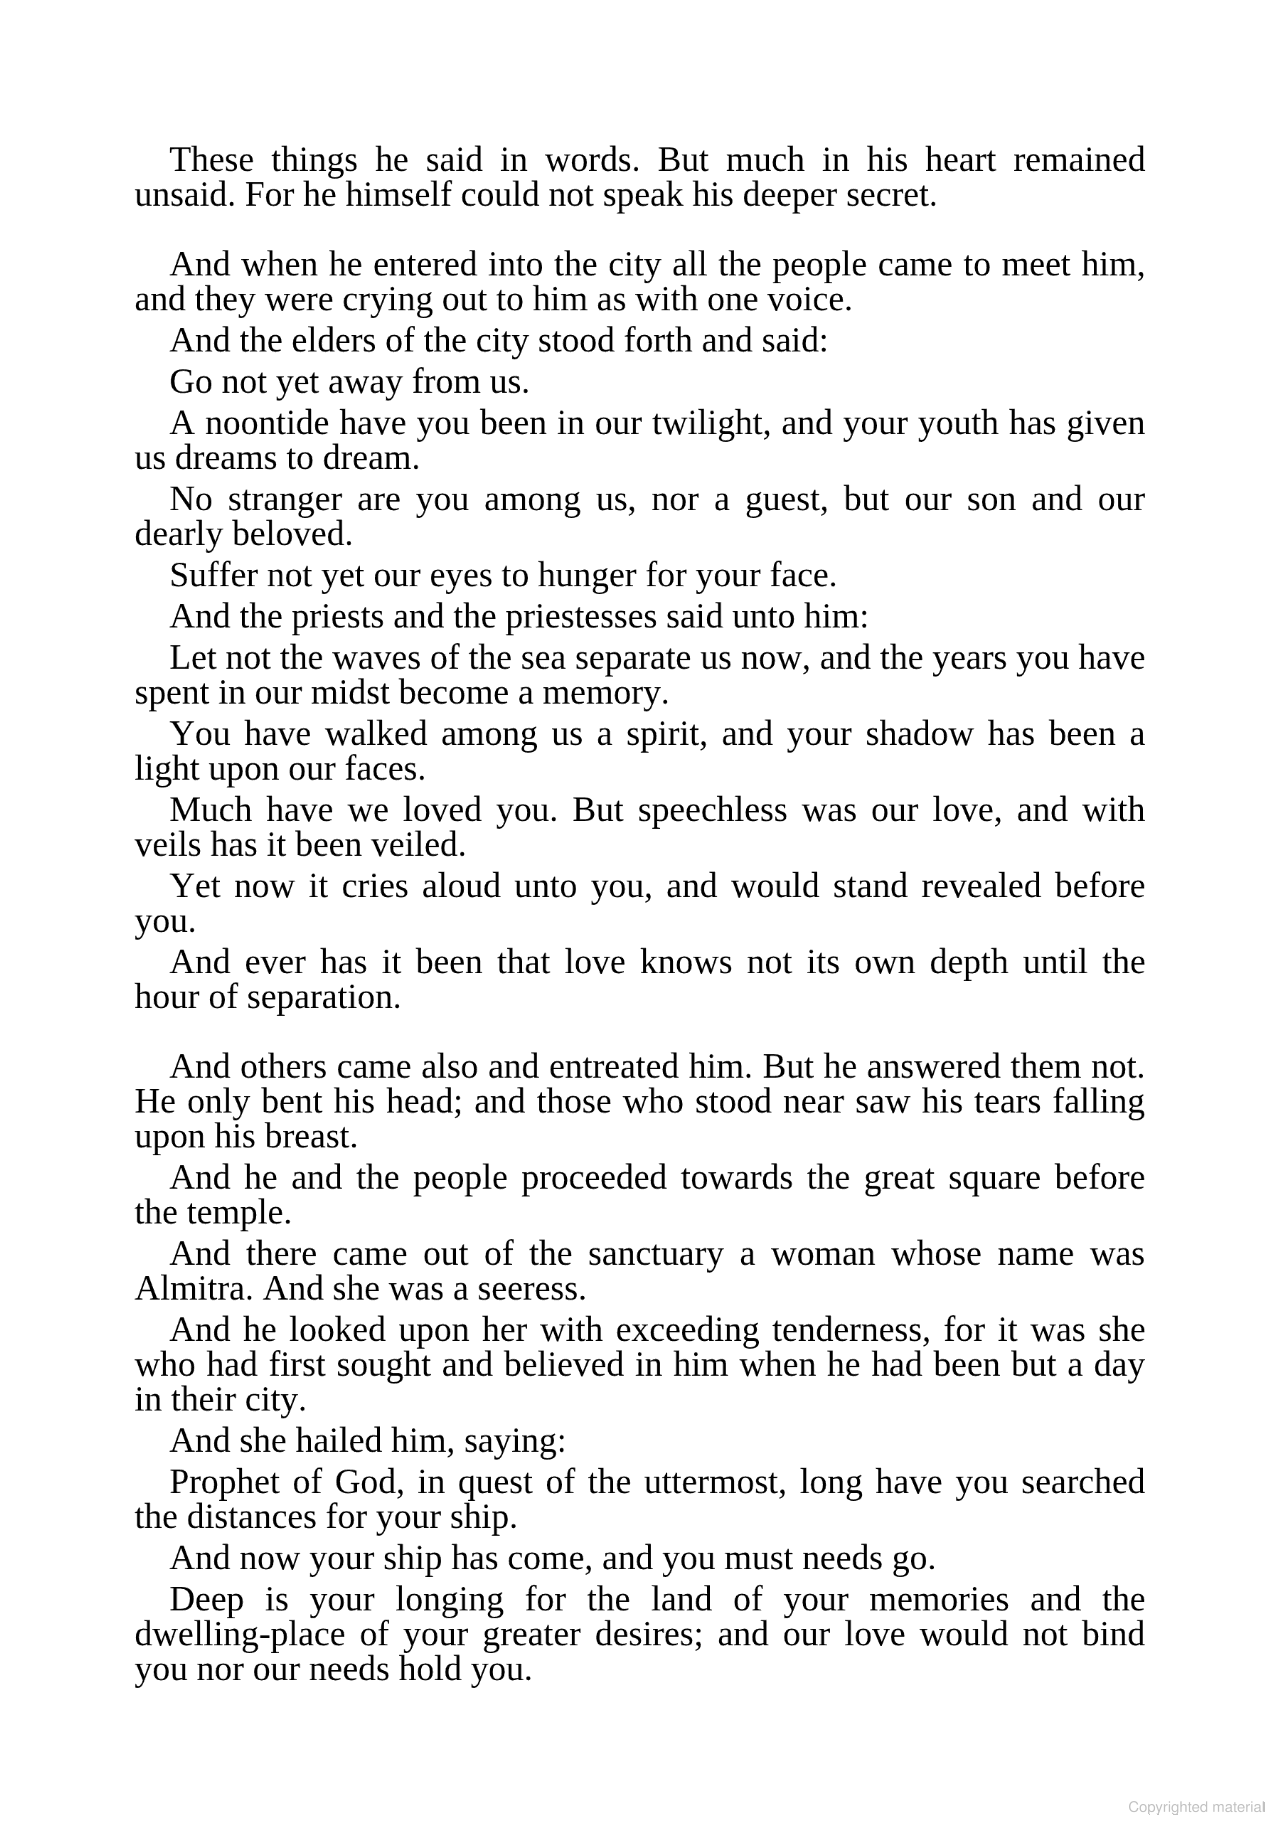 These things he said in words. But much in his heart remained
unsaid. For he himself could not speak his deeper secret.
And when he entered into the city all the people came to meet him,
and they were crying out to him as with one voice.
And the elders of the city stood forth and said:
Go not yet away from us.
A noontide have you been in our twilight, and your youth has given
us dreams to dream.
No stranger are you among us, nor a guest, but our son and our
dearly beloved.
Suffer not yet our eyes to hunger for your face.
And the priests and the priestesses said unto him:
Let not the waves of the sea separate us now, and the years you have
spent in our midst become a memory.
You have walked among us a spirit, and your shadow has been a
light upon our faces.
Much have we loved you. But speechless was our love, and with
veils has it been veiled.
Yet now it cries aloud unto you, and would stand revealed before
you.
And ever has it been that love knows not its own depth until the
hour of separation.
And others came also and entreated him. But he answered them not.
He only bent his head; and those who stood near saw his tears falling
upon his breast.
And he and the people proceeded towards the great square before
the temple.
And there came out of the sanctuary a woman whose name was
Almitra. And she was a seeress.
And he looked upon her with exceeding tenderness, for it was she
who had first sought and believed in him when he had been but a day
in their city.
And she hailed him, saying:
Prophet of God, in quest of the uttermost, long have you searched
the distances for your ship.
And now your ship has come, and you must needs go.
Deep is your longing for the land of your memories and the
dwelling-place of your greater desires; and our love would not bind
you nor our needs hold you.
Copyrighted material